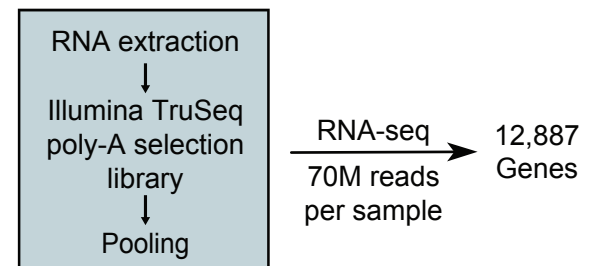 RNA extraction
Illumina TruSeq
poly-A selection
library
Pooling
RNA-seq
70M reads
per sample
12,887
Genes